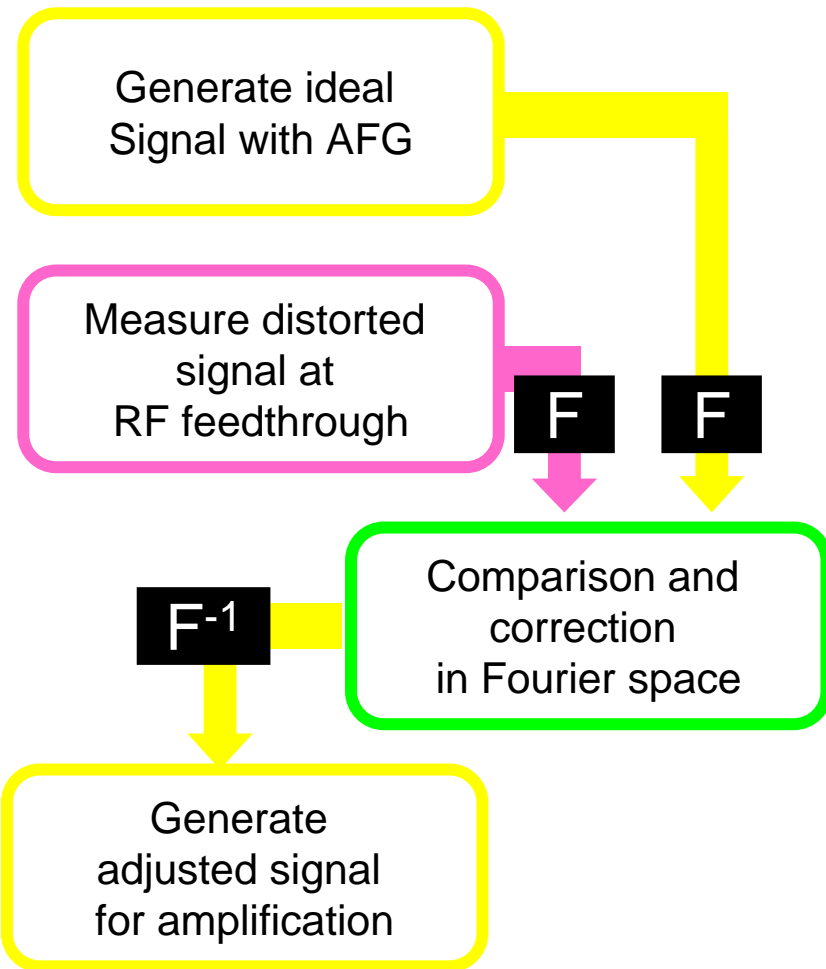 Generate ideal
Signal with AFG
Measure distorted
signal at
RF feedthrough
F F
Comparison and
correction
in Fourier space
F-1
Generate
adjusted signal
for amplification